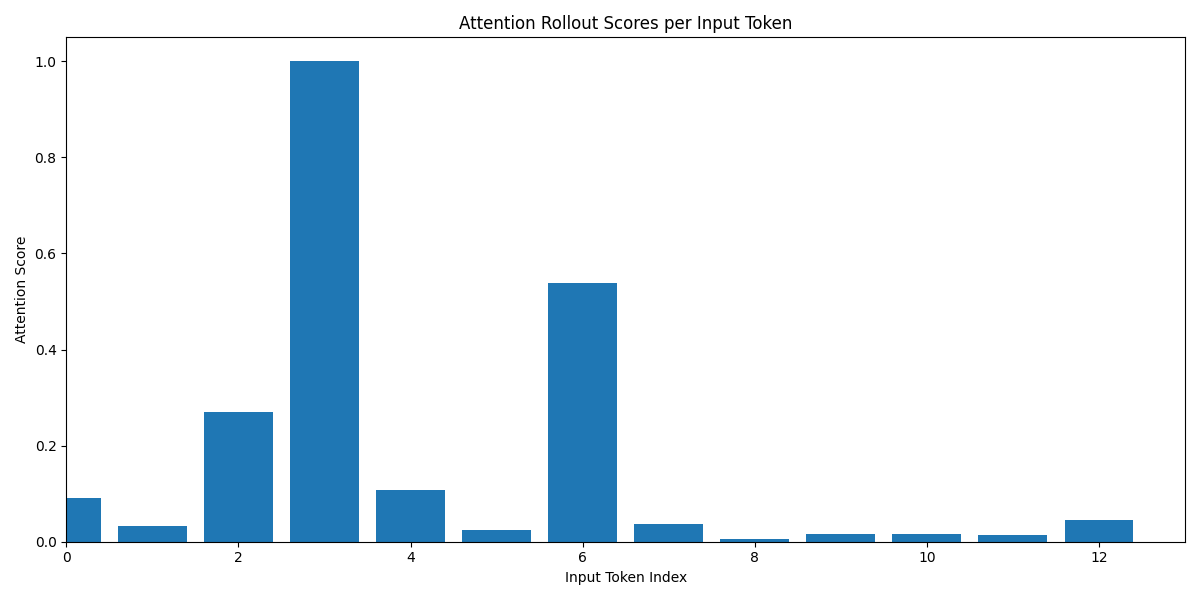 Attention Rollout Scores per Input Token
Attention Score
1.0
0.8
0.6
0.4
0.2
0.0
0 2 4 6 8 10 12
Input Token Index